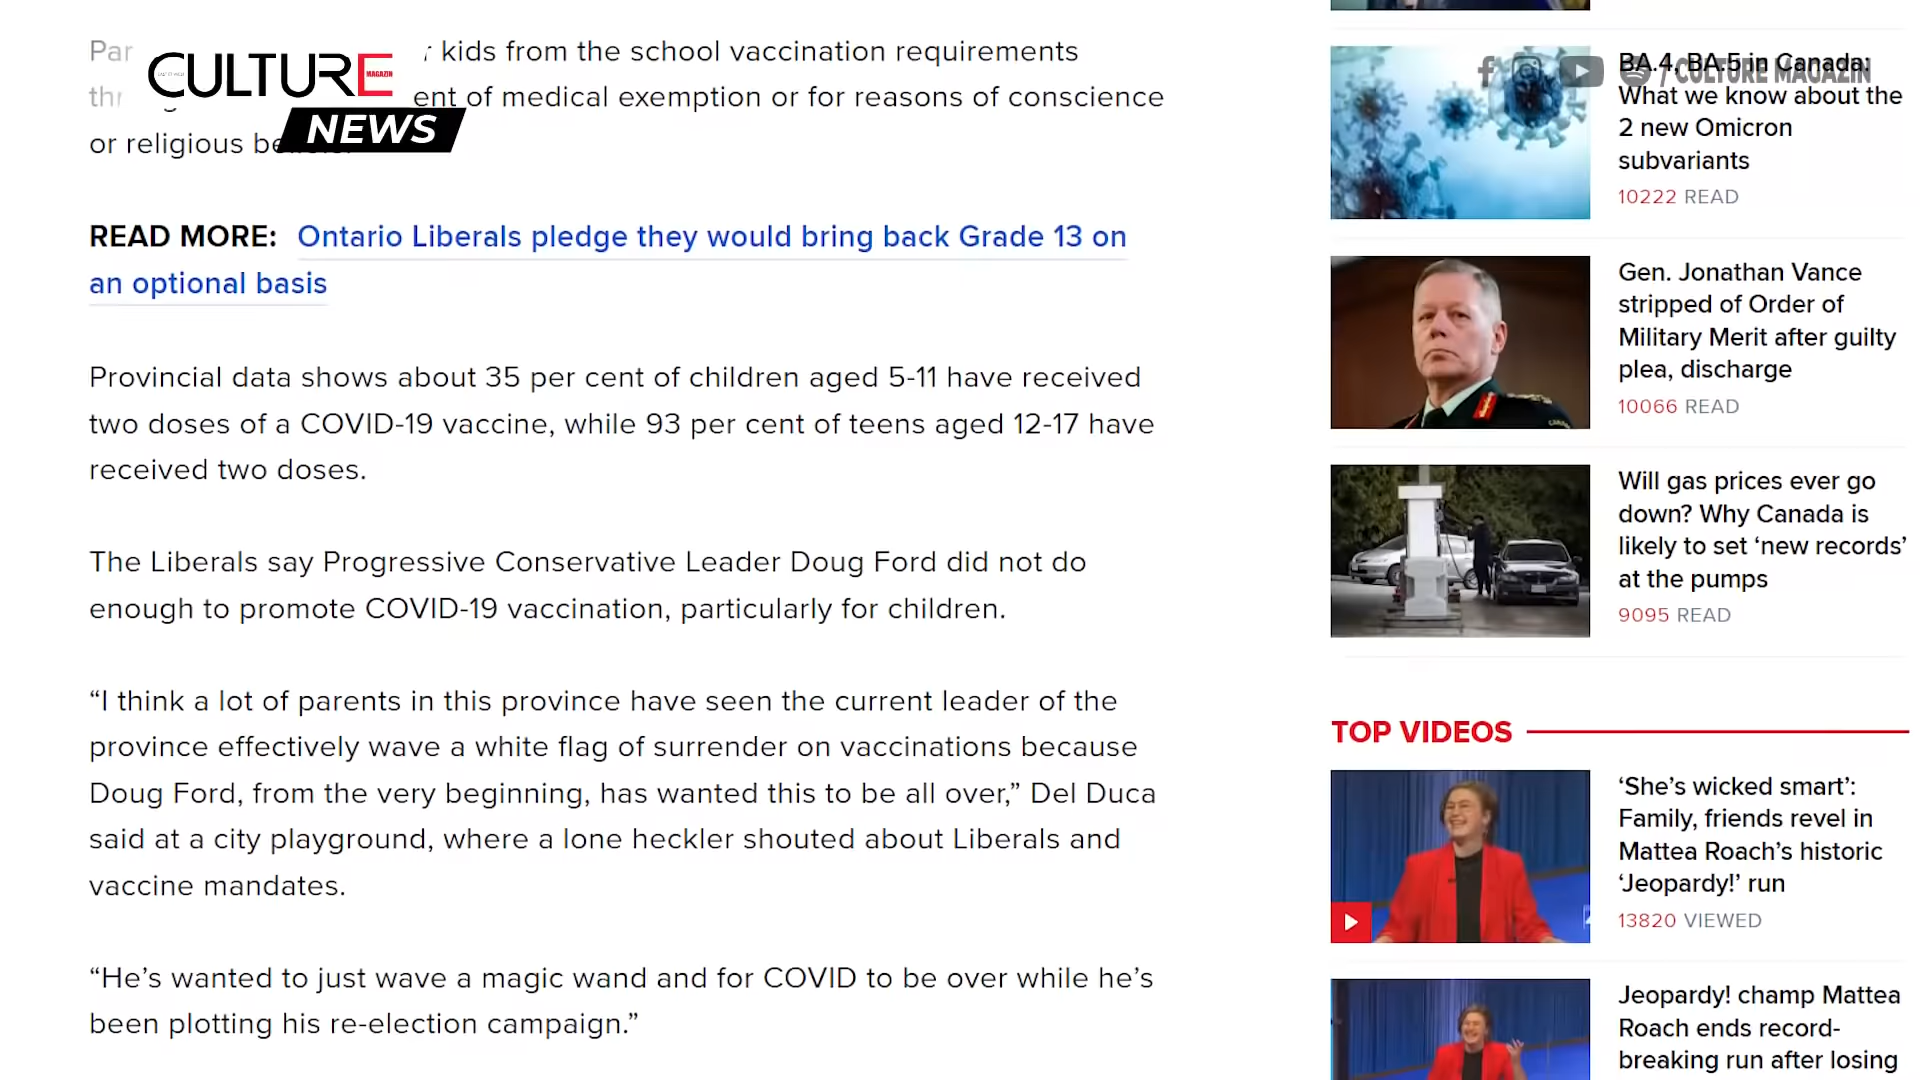 CULTURE
MAGAZIN
NEWS
kids from the school vaccination requirements
of medical exemption or for reasons of conscience
or religious
READ MORE: Ontario Liberals pledge they would bring back Grade 13 on
an optional basis
Provincial data shows about 35 per cent of children aged 5-11 have received
two doses of a COVID-19 vaccine, while 93 per cent of teens aged 12-17 have
received two doses.
The Liberals say Progressive Conservative Leader Doug Ford did not do
enough to promote COVID-19 vaccination, particularly for children.
“I think a lot of parents in this province have seen the current leader of the
province effectively wave a white flag of surrender on vaccinations because
Doug Ford, from the very beginning, has wanted this to be all over,” Del Duca
said at a city playground, where a lone heckler shouted about Liberals and
vaccine mandates.
“He’s wanted to just wave a magic wand and for COVID to be over while he’s
been plotting his re-election campaign.”
/ CULTURE MAGAZIN
BA.4, BA.5 in Canada:
What we know about the
2 new Omicron
subvariants
10222 READ
Gen. Jonathan Vance
stripped of Order of
Military Merit after guilty
plea, discharge
10066 READ
Will gas prices ever go
down? Why Canada is
likely to set ‘new records’
at the pumps
9095 READ
TOP VIDEOS
‘She’s wicked smart’:
Family, friends revel in
Mattea Roach’s historic
‘Jeopardy!’ run
13820 VIEWED
Jeopardy! champ Mattea
Roach ends record-
breaking run after losing